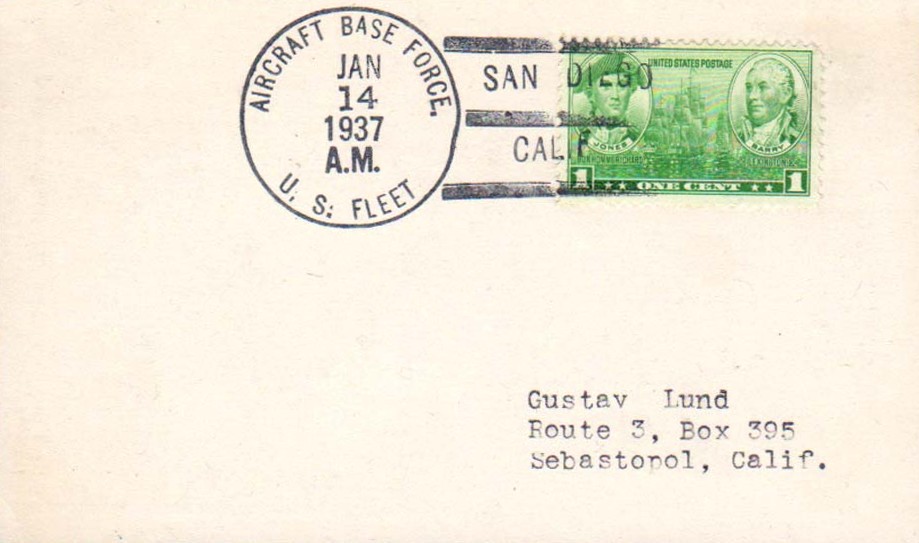 AIRCRAFT BASE FORCE.
JAN
14
1937
A.M.
U. S: FLEET
SAN DIEGO
CALIF
UNITED STATES POSTAGE
JONES
BARRY
1 ONE CENT 1
Gustav Lund
Route 3, Box 395
Sebastopol, Calif.